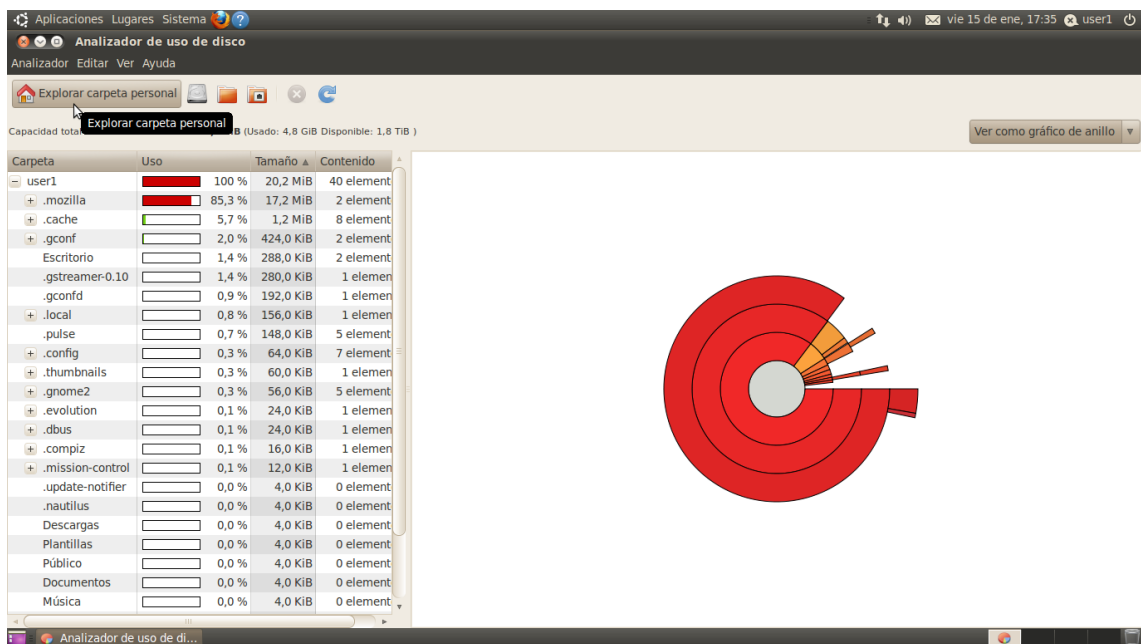 Aplicaciones Lugares Sistema vie 15 de ene, 17:35 user1
Analizador de uso de disco
Analizador Editar Ver Ayuda
Explorar carpeta personal
Explorar carpeta personal
Capacidad total (Usado: 4,8 GiB Disponible: 1,8 TiB )
Ver como gráfico de anillo
Carpeta Uso Tamaño Contenido
user1 100 % 20,2 MiB 40 element
.mozilla 85,3 % 17,2 MiB 2 element
.cache 5,7 % 1,2 MiB 8 element
.gconf 2,0 % 424,0 KiB 2 element
Escritorio 1,4 % 288,0 KiB 2 element
.gstreamer-0.10 1,4 % 280,0 KiB 1 elemen
.gconfd 0,9 % 192,0 KiB 1 elemen
.local 0,8 % 156,0 KiB 1 elemen
.pulse 0,7 % 148,0 KiB 5 element
.config 0,3 % 64,0 KiB 7 element
.thumbnails 0,3 % 60,0 KiB 1 elemen
.gnome2 0,3 % 56,0 KiB 5 element
.evolution 0,1 % 24,0 KiB 1 elemen
.dbus 0,1 % 24,0 KiB 1 elemen
.compiz 0,1 % 16,0 KiB 1 elemen
.mission-control 0,1 % 12,0 KiB 1 elemen
.update-notifier 0,0 % 4,0 KiB 0 element
.nautilus 0,0 % 4,0 KiB 0 element
Descargas 0,0 % 4,0 KiB 0 element
Plantillas 0,0 % 4,0 KiB 0 element
Público 0,0 % 4,0 KiB 0 element
Documentos 0,0 % 4,0 KiB 0 element
Música 0,0 % 4,0 KiB 0 element
Analizador de uso de di...